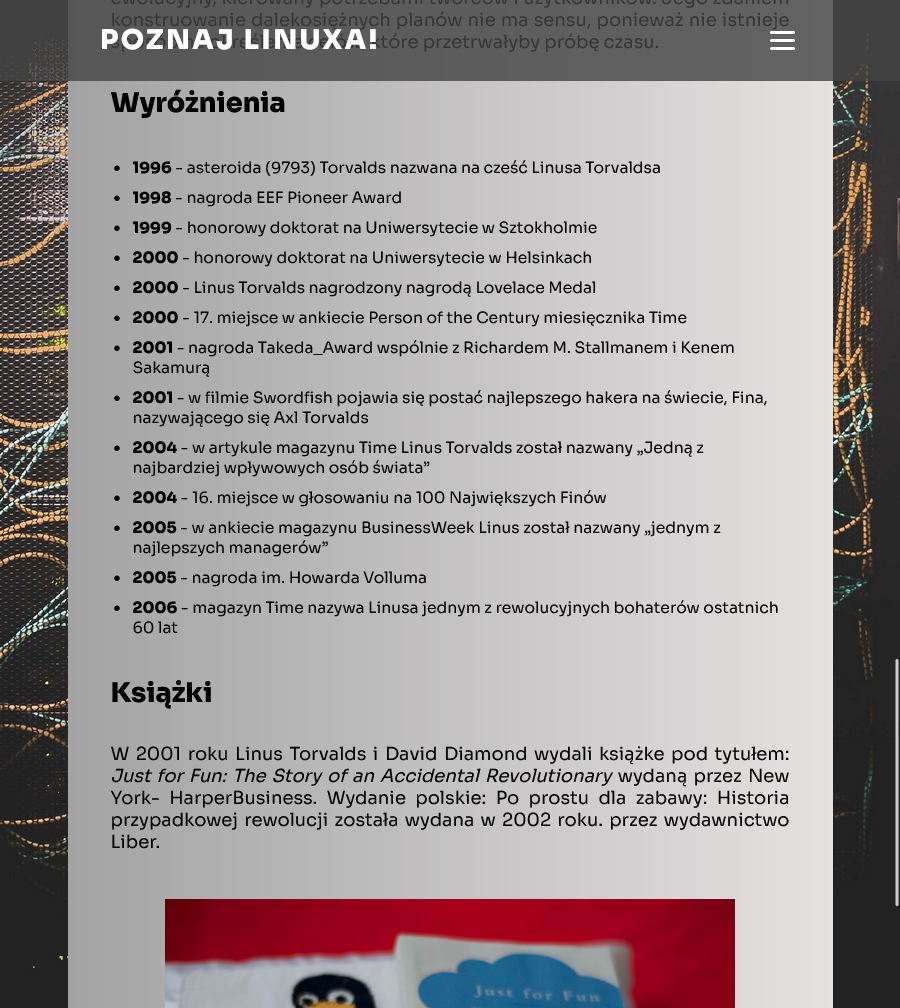 ewolucyjny, kierowany potrzebami twórców i użytkowników. Jego zdaniem
konstruowanie dalekosiężnych planów nie ma sensu, ponieważ nie istnieje
które przetrwałyby próbę czasu.
POZNAJ LINUXA!
Wyróżnienia
• 1996 - asteroida (9793) Torvalds nazwana na cześć Linusa Torvaldsa
• 1998 - nagroda EEF Pioneer Award
• 1999 - honorowy doktorat na Uniwersytecie w Sztokholmie
• 2000 - honorowy doktorat na Uniwersytecie w Helsinkach
• 2000 - Linus Torvalds nagrodzony nagrodą Lovelace Medal
• 2000 - 17. miejsce w ankiecie Person of the Century miesięcznika Time
• 2001 - nagroda Takeda_Award wspólnie z Richardem M. Stallmanem i Kenem
Sakamurą
• 2001 - w filmie Swordfish pojawia się postać najlepszego hakera na świecie, Fina,
nazywającego się Axl Torvalds
• 2004 - w artykule magazynu Time Linus Torvalds został nazwany „Jedną z
najbardziej wpływowych osób świata”
• 2004 - 16. miejsce w głosowaniu na 100 Największych Finów
• 2005 - w ankiecie magazynu BusinessWeek Linus został nazwany „jednym z
najlepszych managerów”
• 2005 - nagroda im. Howarda Volluma
• 2006 - magazyn Time nazywa Linusa jednym z rewolucyjnych bohaterów ostatnich
60 lat
Książki
W 2001 roku Linus Torvalds i David Diamond wydali książke pod tytułem:
Just for Fun: The Story of an Accidental Revolutionary wydaną przez New
York- HarperBusiness. Wydanie polskie: Po prostu dla zabawy: Historia
przypadkowej rewolucji została wydana w 2002 roku. przez wydawnictwo
Liber.
Just for Fun